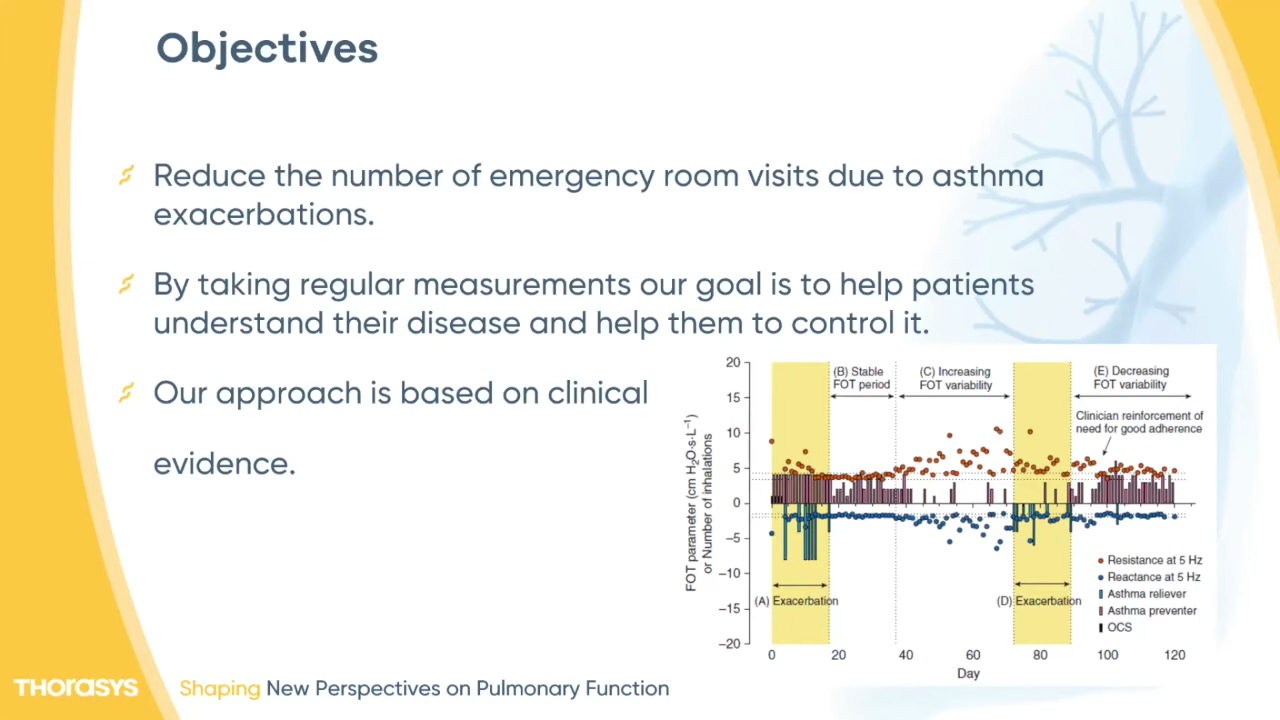 Objectives
Reduce the number of emergency room visits due to asthma
exacerbations.
By taking regular measurements our goal is to help patients
understand their disease and help them to control it.
Our approach is based on clinical
evidence.
FOT parameter (cm H₂O·s·L⁻¹)
or Number of inhalations
20
15
10
5
0
−5
−10
−15
−20
(B) Stable
FOT period
(C) Increasing
FOT variability
(E) Decreasing
FOT variability
Clinician reinforcement of
need for good adherence
(A) Exacerbation
(D) Exacerbation
Resistance at 5 Hz
Reactance at 5 Hz
Asthma reliever
Asthma preventer
OCS
0 20 40 60 80 100 120
Day
THORASYS
Shaping New Perspectives on Pulmonary Function